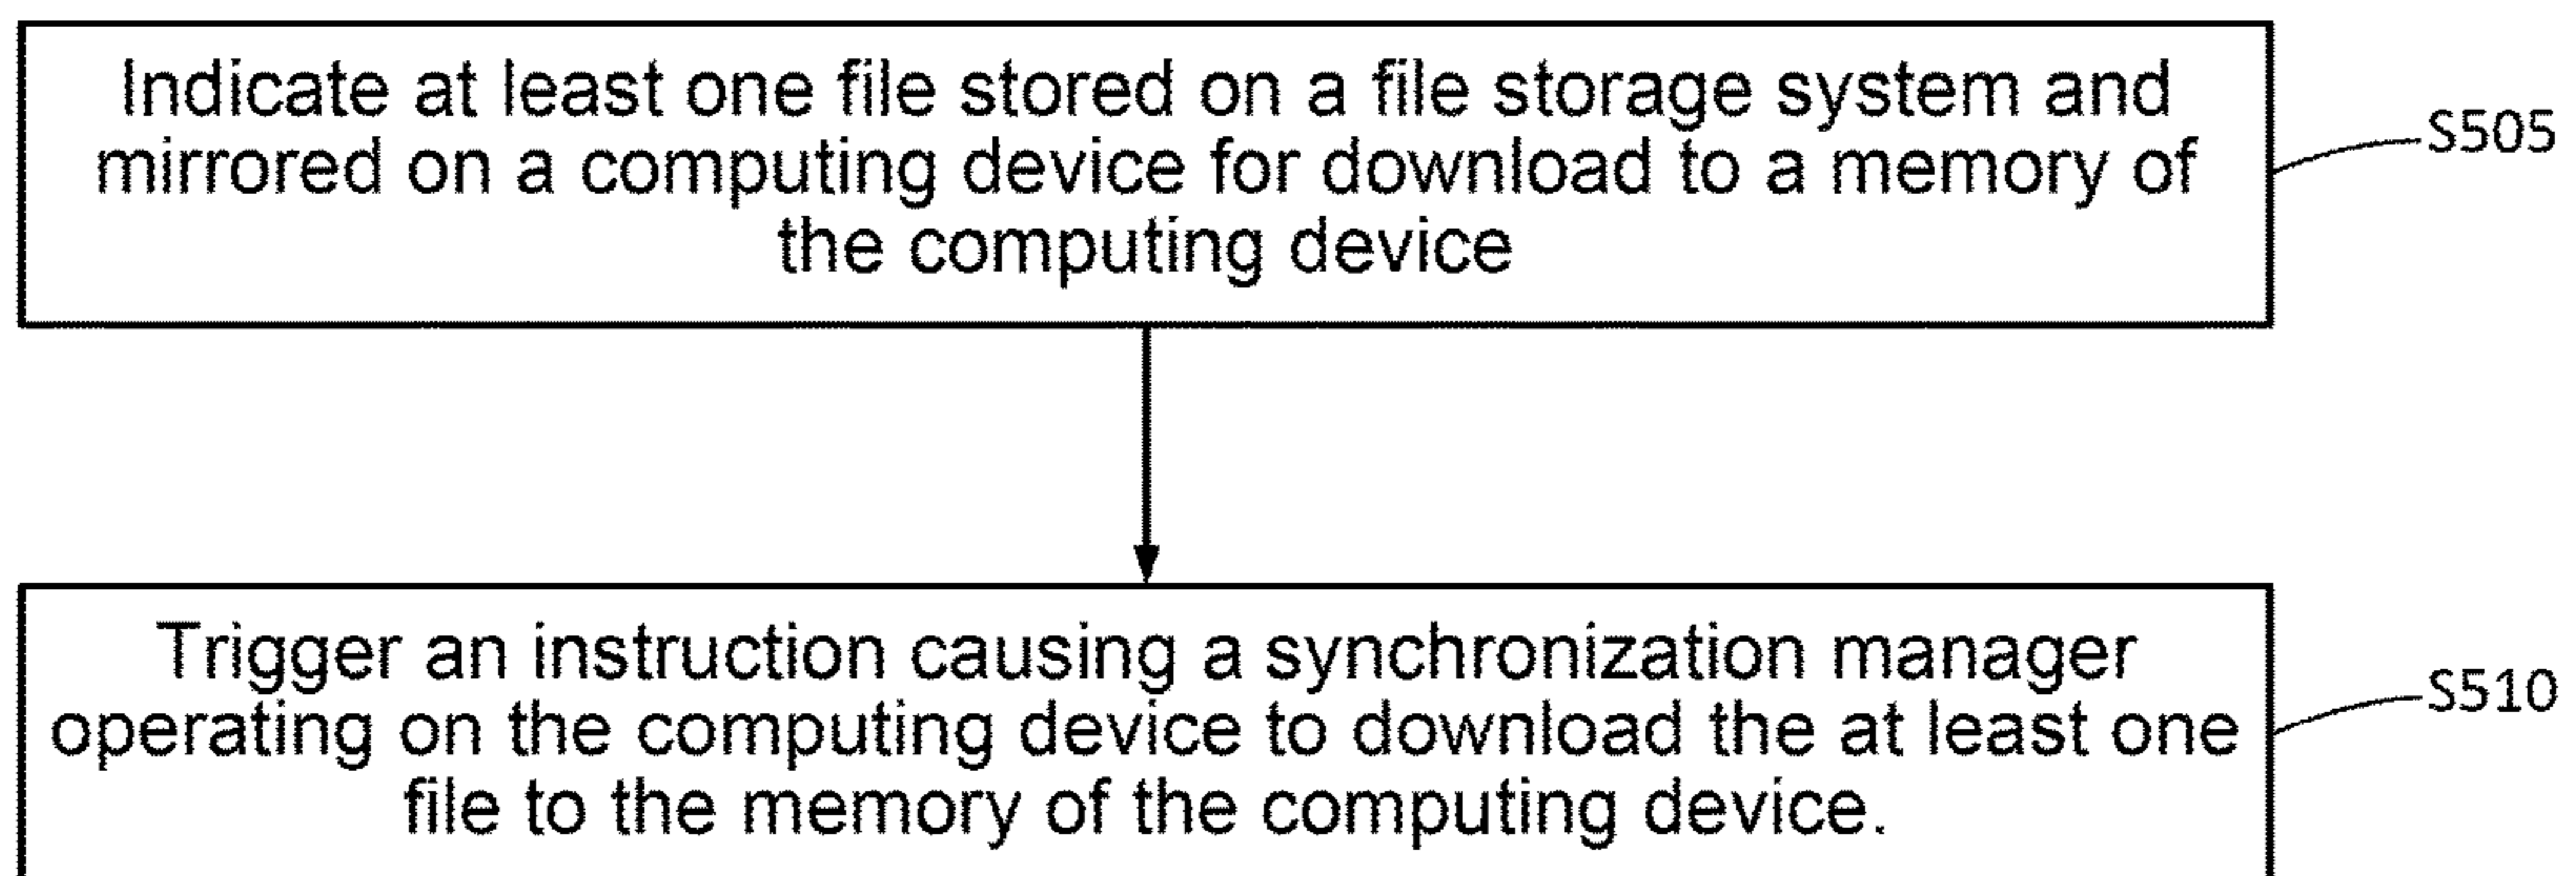 Indicate at least one file stored on a file storage system and
mirrored on a computing device for download to a memory of
the computing device
S505
Trigger an instruction causing a synchronization manager
operating on the computing device to download the at least one
file to the memory of the computing device.
S510